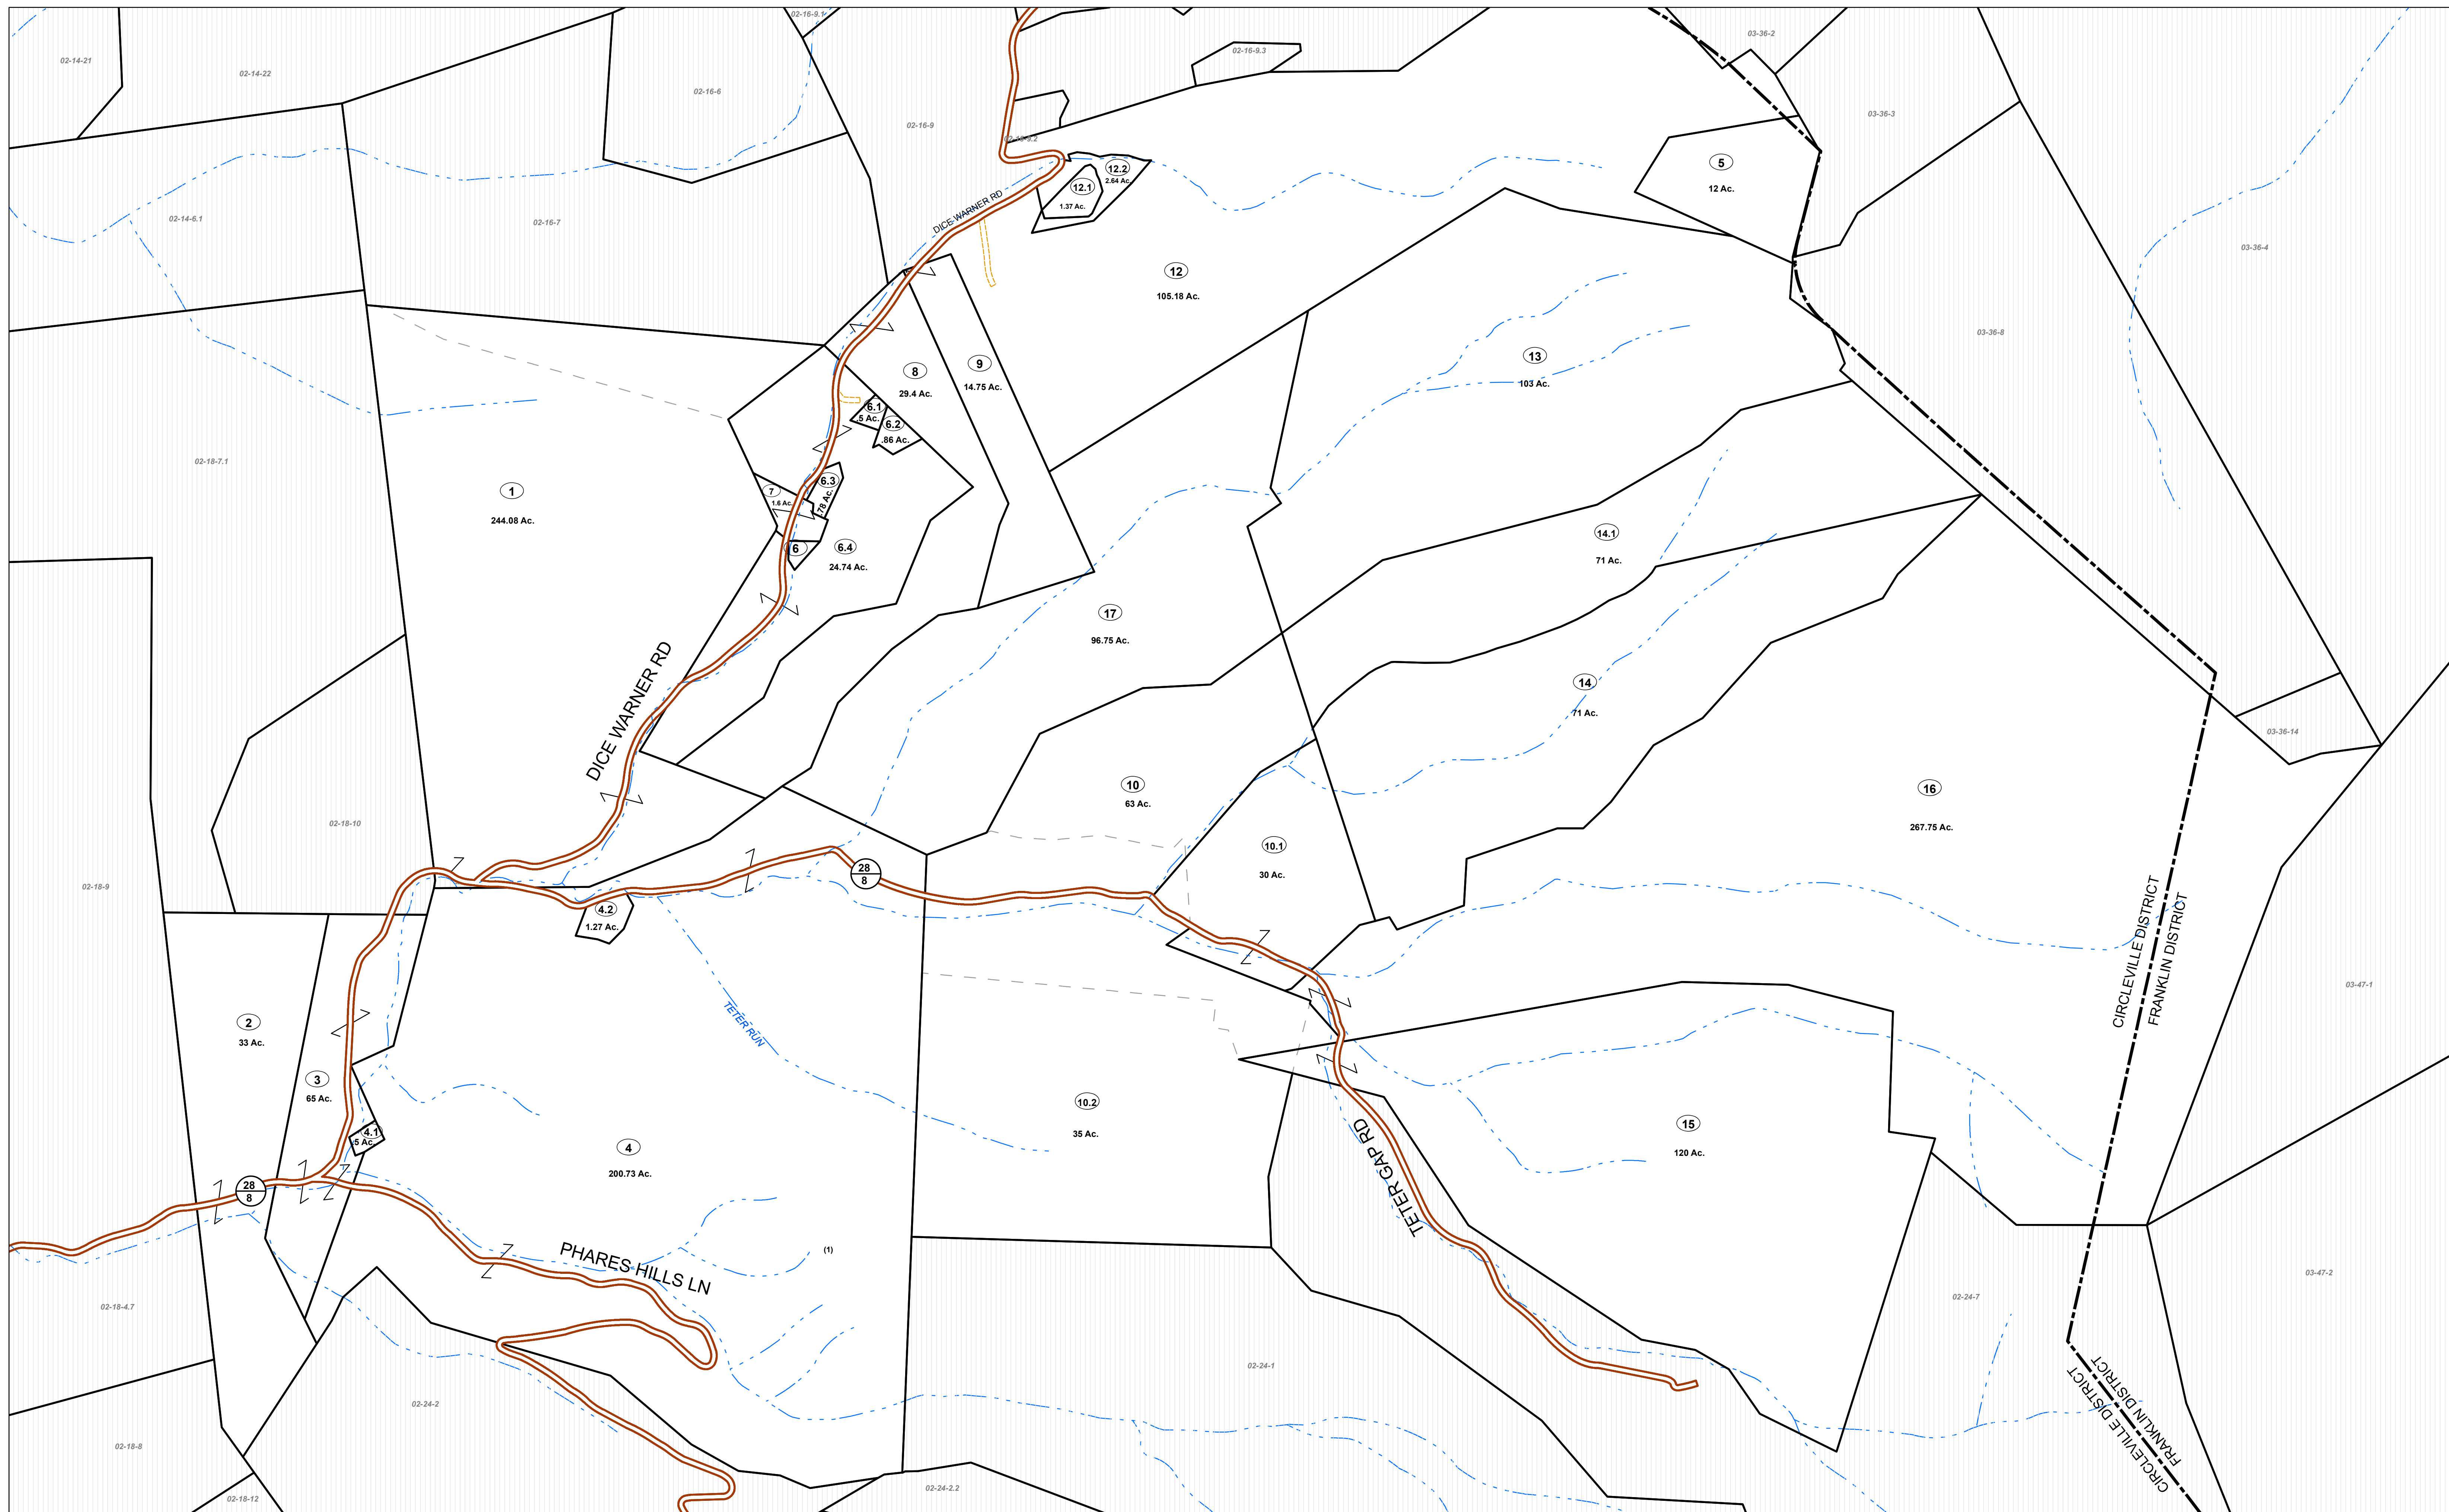 02-16-9.1
03-36-2
02-16-9.3
02-14-21
02-14-22
02-16-6
03-36-3
02-16-9
02-16-9.2
5
12 Ac.
12.2
2.64 Ac.
12.1
1.37 Ac.
DICE WARNER RD
02-14-6.1
02-16-7
03-36-4
12
105.18 Ac.
03-36-8
13
103 Ac.
9
14.75 Ac.
8
29.4 Ac.
6.1
.5 Ac.
6.2
.86 Ac.
02-18-7.1
1
244.08 Ac.
7
1.6 Ac.
6.3
.78 Ac.
6
6.4
24.74 Ac.
14.1
71 Ac.
17
96.75 Ac.
DICE WARNER RD
14
71 Ac.
03-36-14
10
63 Ac.
16
267.75 Ac.
02-18-10
10.1
30 Ac.
28
8
02-18-9
4.2
1.27 Ac.
CIRCLEVILLE DISTRICT
FRANKLIN DISTRICT
03-47-1
2
33 Ac.
TETER RUN
3
65 Ac.
10.2
35 Ac.
4.1
.5 Ac.
4
200.73 Ac.
15
120 Ac.
TETER GAP RD
28
8
(1)
PHARES HILLS LN
03-47-2
02-24-7
02-18-4.7
02-24-1
FRANKLIN DISTRICT
CIRCLEVILLE DISTRICT
02-24-2
02-18-8
02-24-2.2
02-18-12